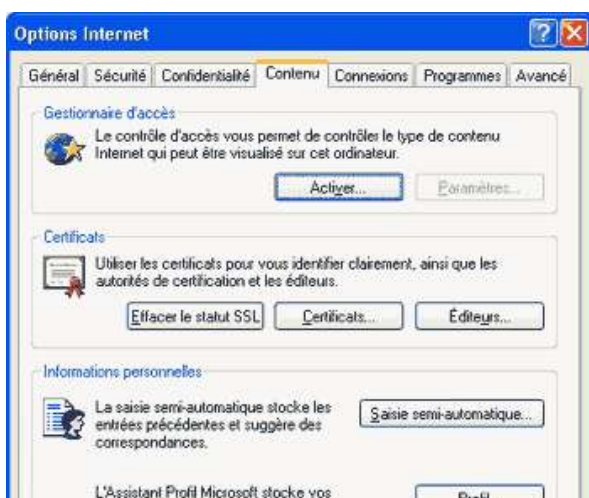 Options Internet
Général Sécurité Confidentialité Contenu Connexions Programmes Avancé
Gestionnaire d'accès
Le contrôle d'accès vous permet de contrôler le type de contenu
Internet qui peut être visualisé sur cet ordinateur.
Activer... Paramètres...
Certificats
Utiliser les certificats pour vous identifier clairement, ainsi que les
autorités de certification et les éditeurs.
Effacer le statut SSL Certificats... Éditeurs...
Informations personnelles
La saisie semi-automatique stocke les
entrées précédentes et suggère des
correspondances.
Saisie semi-automatique...
L'Assistant Profil Microsoft stocke vos
Profil